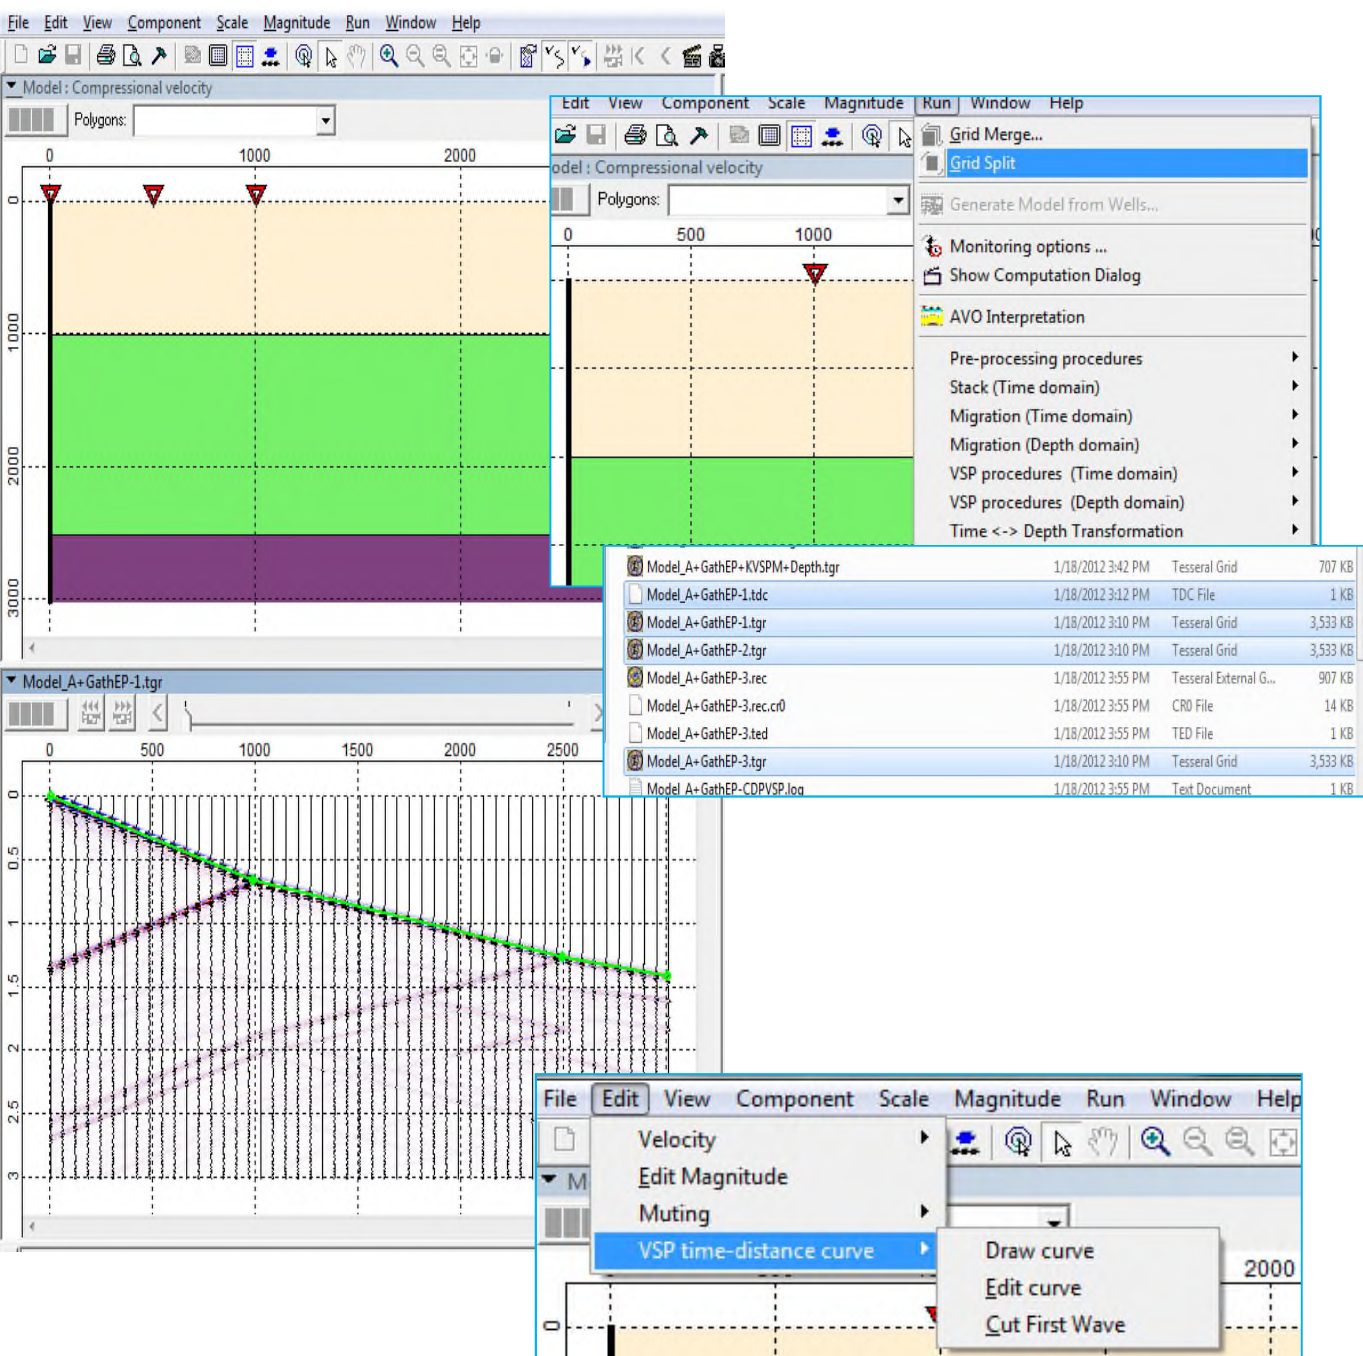 File Edit View Component Scale Magnitude Run Window Help
Model : Compressional velocity
Polygons:
0 1000 2000
0
1000
2000
3000
Edit View Component Scale Magnitude Run Window Help
odel : Compressional velocity
Polygons:
0 500 1000
Grid Merge...
Grid Split
Generate Model from Wells...
Monitoring options ...
Show Computation Dialog
AVO Interpretation
Pre-processing procedures
Stack (Time domain)
Migration (Time domain)
Migration (Depth domain)
VSP procedures (Time domain)
VSP procedures (Depth domain)
Time <-> Depth Transformation
Model_A+GathEP+KVSPM+Depth.tgr 1/18/2012 3:42 PM Tesseral Grid 707 KB
Model_A+GathEP-1.tdc 1/18/2012 3:12 PM TDC File 1 KB
Model_A+GathEP-1.tgr 1/18/2012 3:10 PM Tesseral Grid 3,533 KB
Model_A+GathEP-2.tgr 1/18/2012 3:10 PM Tesseral Grid 3,533 KB
Model_A+GathEP-3.rec 1/18/2012 3:55 PM Tesseral External G... 907 KB
Model_A+GathEP-3.rec.cr0 1/18/2012 3:55 PM CR0 File 14 KB
Model_A+GathEP-3.ted 1/18/2012 3:55 PM TED File 1 KB
Model_A+GathEP-3.tgr 1/18/2012 3:10 PM Tesseral Grid 3,533 KB
Model_A+GathEP-CDPVSP.log 1/18/2012 3:55 PM Text Document 1 KB
Model_A+GathEP-1.tgr
0 500 1000 1500 2000 2500
0
0.5
1
1.5
2
2.5
3
File Edit View Component Scale Magnitude Run Window Help
Velocity
Edit Magnitude
Muting
VSP time-distance curve
Draw curve
Edit curve
Cut First Wave
2000
0